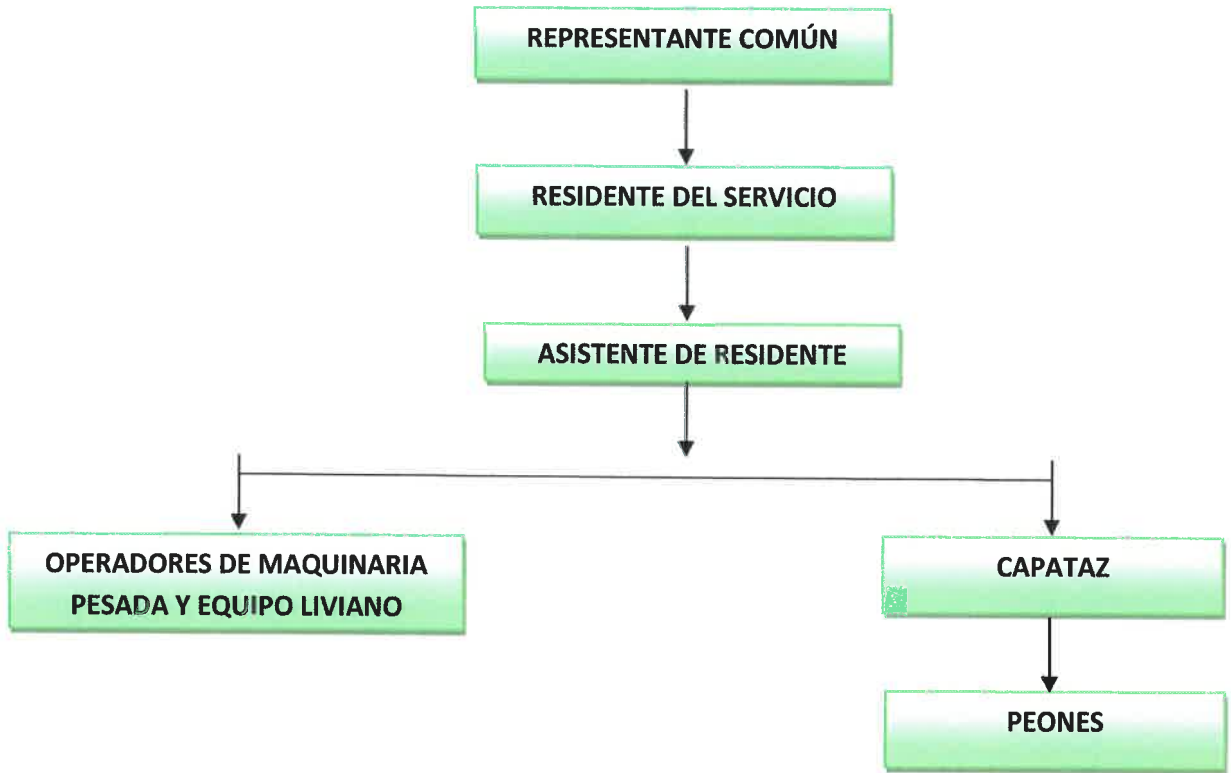 REPRESENTANTE COMÚN
RESIDENTE DEL SERVICIO
ASISTENTE DE RESIDENTE
OPERADORES DE MAQUINARIA
PESADA Y EQUIPO LIVIANO
CAPATAZ
PEONES